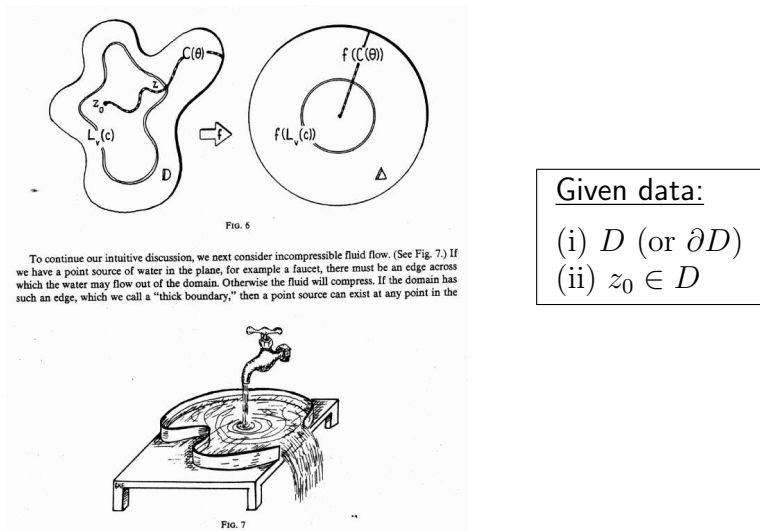 C(θ)
z
z₀
L_v(c)
D
f
f(C(θ))
f(L_v(c))
Δ
FIG. 6
To continue our intuitive discussion, we next consider incompressible fluid flow. (See Fig. 7.) If
we have a point source of water in the plane, for example a faucet, there must be an edge across
which the water may flow out of the domain. Otherwise the fluid will compress. If the domain has
such an edge, which we call a “thick boundary,” then a point source can exist at any point in the
FIG. 7
Given data:
(i) D (or ∂D)
(ii) z₀ ∈ D